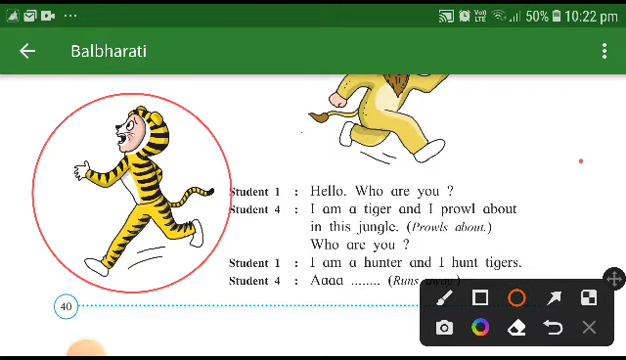 50% 10:22 pm
Balbharati
Student 1 : Hello. Who are you ?
Student 4 : I am a tiger and I prowl about
in this jungle. (Prowls about.)
Who are you ?
Student 1 : I am a hunter and I hunt tigers.
Student 4 : Aaaa ........ (Runs away)
40